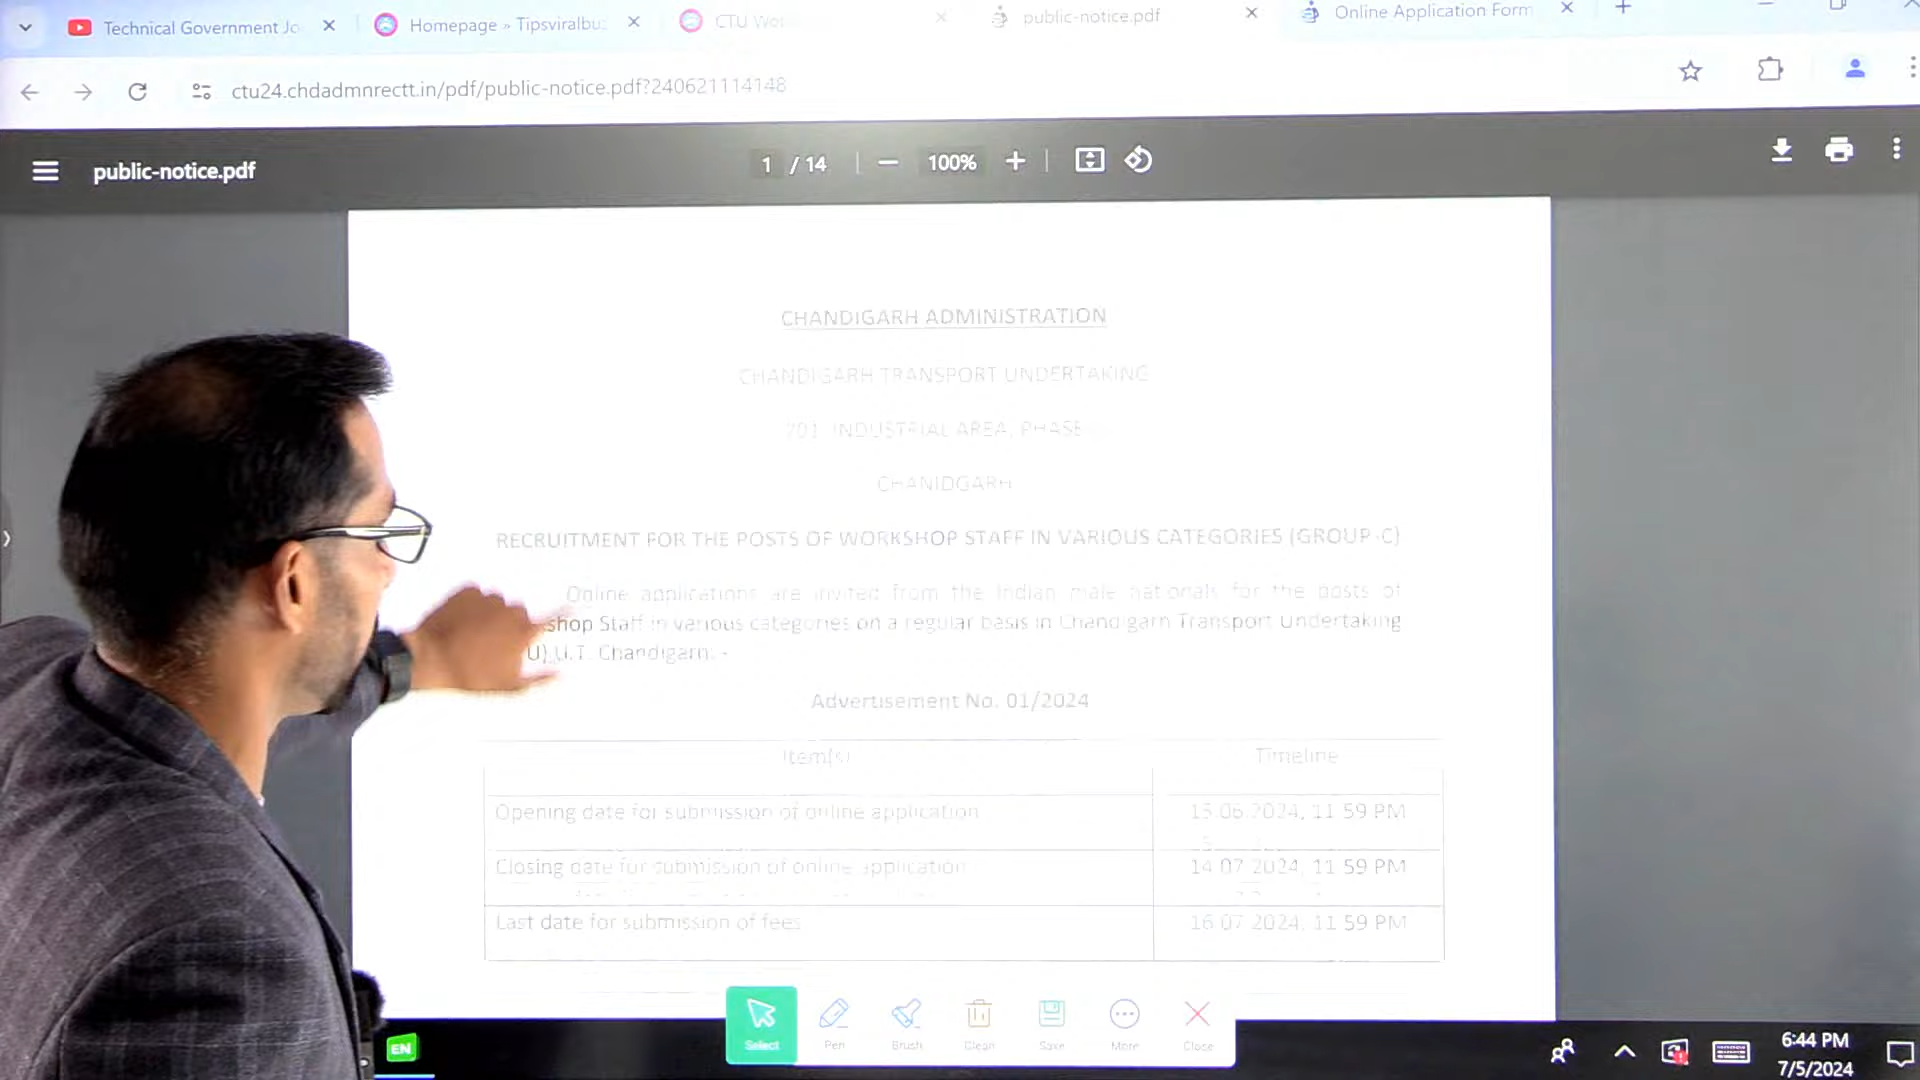 Technical Government Jo
Homepage » Tipsviralbu
CTU Wo
public-notice.pdf
Online Application Form
ctu24.chdadmnrectt.in/pdf/public-notice.pdf?240621114148
public-notice.pdf
1 / 14
100%
CHANDIGARH ADMINISTRATION
CHANDIGARH TRANSPORT UNDERTAKING
701 INDUSTRIAL AREA, PHASE
CHANIDGARH
RECRUITMENT FOR THE POSTS OF WORKSHOP STAFF IN VARIOUS CATEGORIES (GROUP-C)
Online applications are invited from the Indian male nationals for the posts of
shop Staff in various categories on a regular basis in Chandigarh Transport Undertaking
U) U.T. Chandigarh. -
Advertisement No. 01/2024
Item(s) Timeline
Opening date for submission of online application 15.06.2024, 11 59 PM
Closing date for submission of online application 14.07.2024, 11 59 PM
Last date for submission of fees 16.07.2024, 11 59 PM
Select Pen Brush Clean Save More Close
EN
6:44 PM
7/5/2024